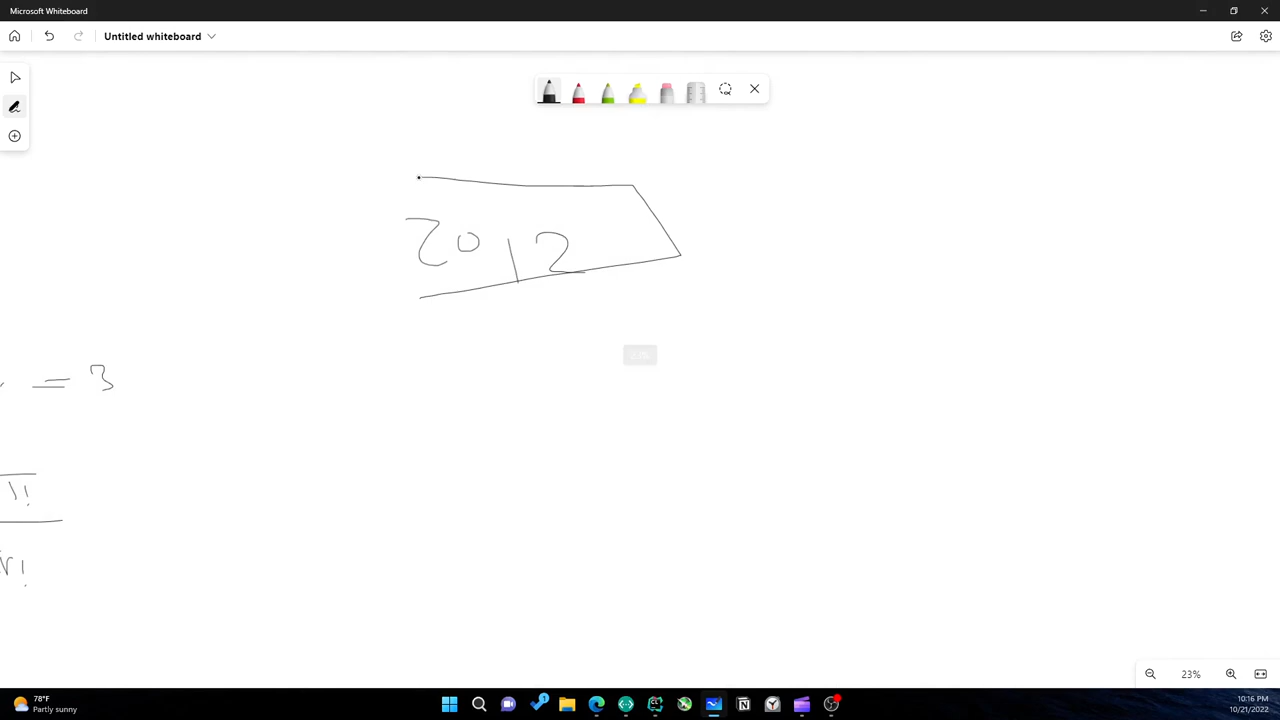 Microsoft Whiteboard
Untitled whiteboard
2012
= 3
23%
78°F
Partly sunny
10:16 PM
10/21/2022